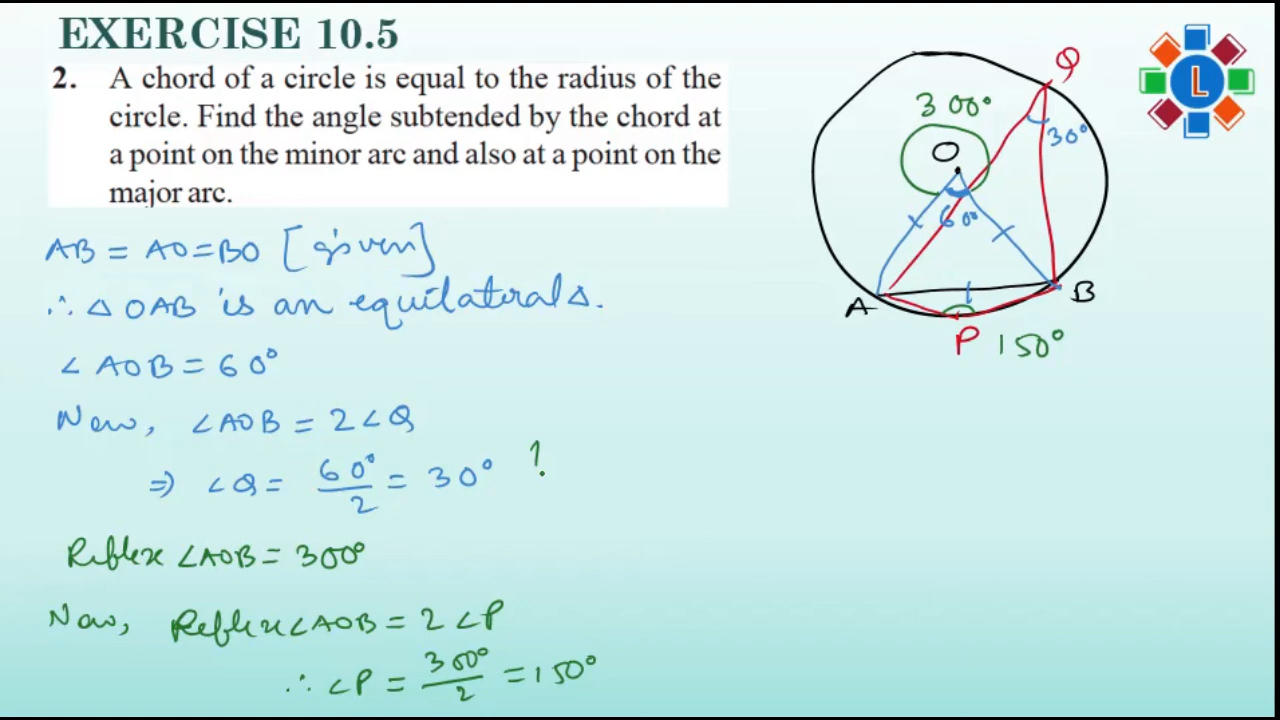 EXERCISE 10.5
2. A chord of a circle is equal to the radius of the
circle. Find the angle subtended by the chord at
a point on the minor arc and also at a point on the
major arc.
AB = AO = BO [given]
∴ △ OAB is an equilateral △.
∠ AOB = 60°
Now, ∠AOB = 2∠Q
⇒ ∠Q = 60°/2 = 30°
Reflex ∠AOB = 300°
Now, Reflex∠AOB = 2∠P
∴ ∠P = 300°/2 = 150°
Q
300°
30°
O
60°
A
B
P 150°
L